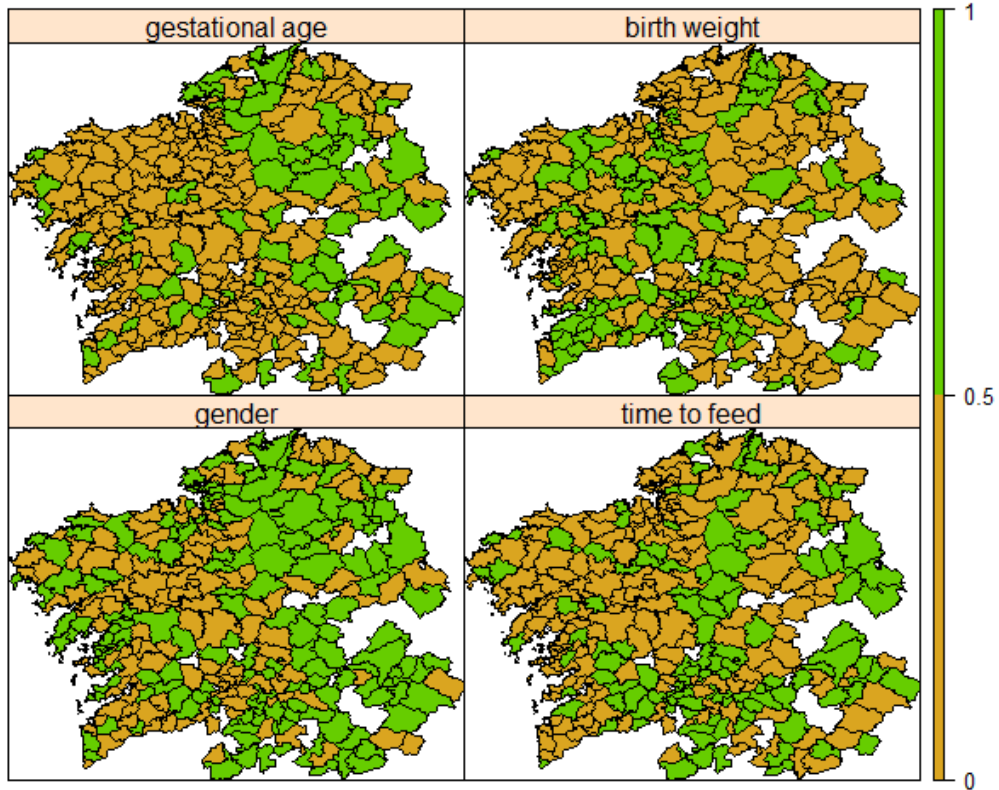 gestational age
birth weight
1
0.5
gender
time to feed
0